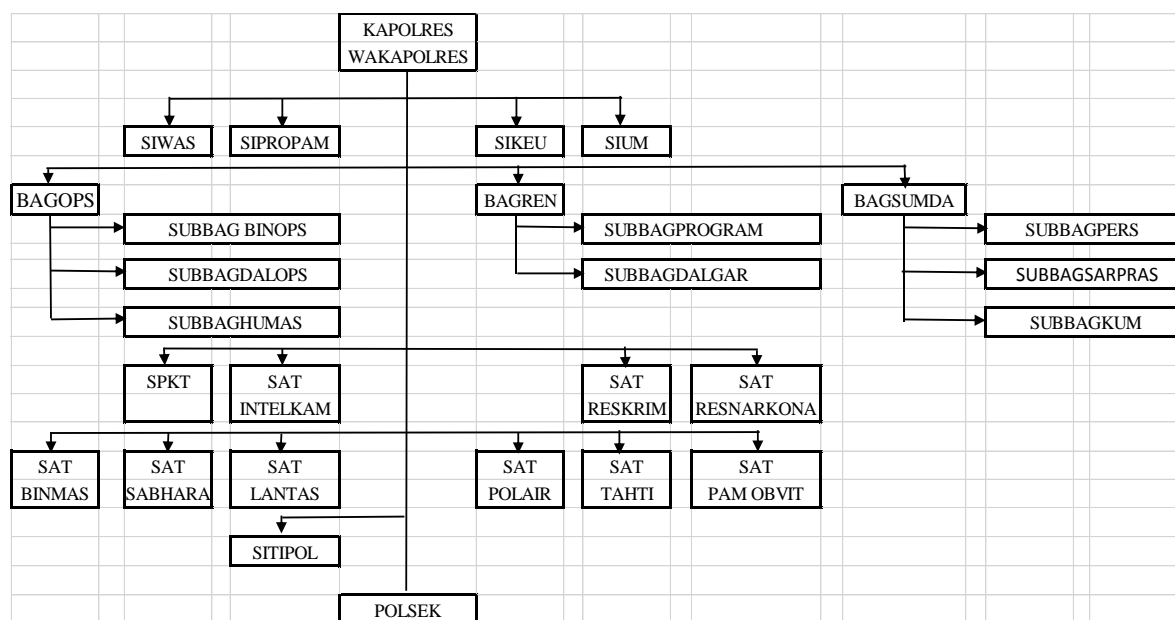 KAPOLRES
WAKAPOLRES
SIWAS
SIPROPAM
SIKEU
SIUM
BAGOPS
BAGREN
BAGSUMDA
SUBBAG BINOPS
SUBBAGPROGRAM
SUBBAGPERS
SUBBAGDALOPS
SUBBAGDALGAR
SUBBAGSARPRAS
SUBBAGHUMAS
SUBBAGKUM
SPKT
SAT
INTELKAM
SAT
RESKRIM
SAT
RESNARKONA
SAT
BINMAS
SAT
SABHARA
SAT
LANTAS
SAT
POLAIR
SAT
TAHTI
SAT
PAM OBVIT
SITIPOL
POLSEK